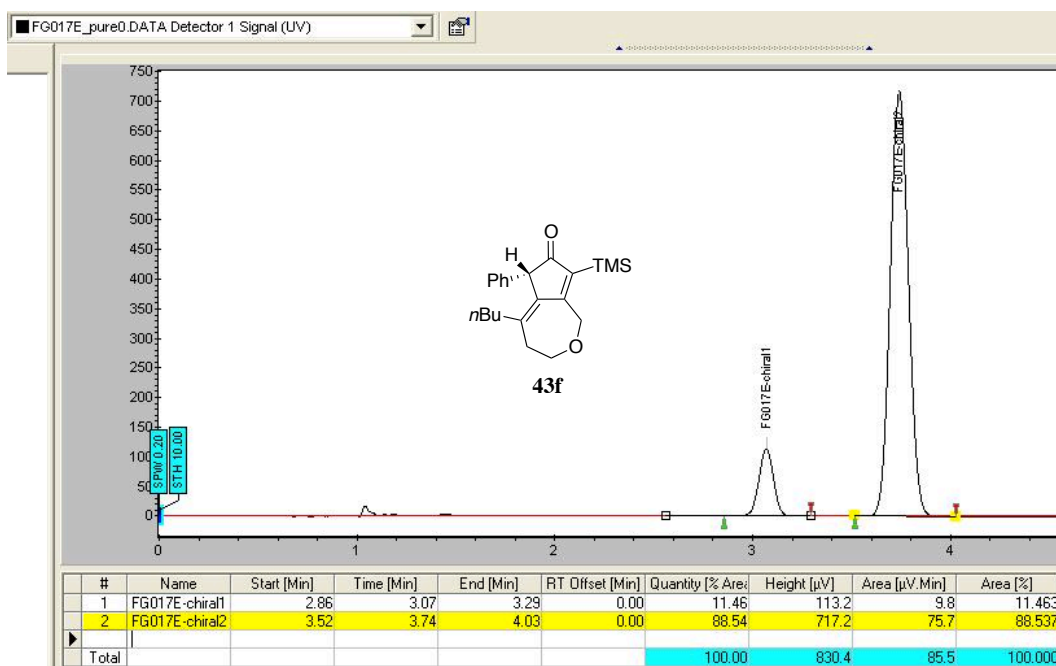 FG017E_pure0.DATA Detector 1 Signal (UV)
750
700
650
600
550
500
450
400
350
300
250
200
150
100
50
0
SPW 0.20
STH 10.00
FG017E-chiral1
FG017E-chiral2
O
H
Ph
TMS
nBu
O
43f
0 1 2 3 4
# Name Start [Min] Time [Min] End [Min] RT Offset [Min] Quantity [% Area Height [µV] Area [µV.Min] Area [%]
1 FG017E-chiral1 2.86 3.07 3.29 0.00 11.46 113.2 9.8 11.463
2 FG017E-chiral2 3.52 3.74 4.03 0.00 88.54 717.2 75.7 88.537
Total 100.00 830.4 85.5 100.000